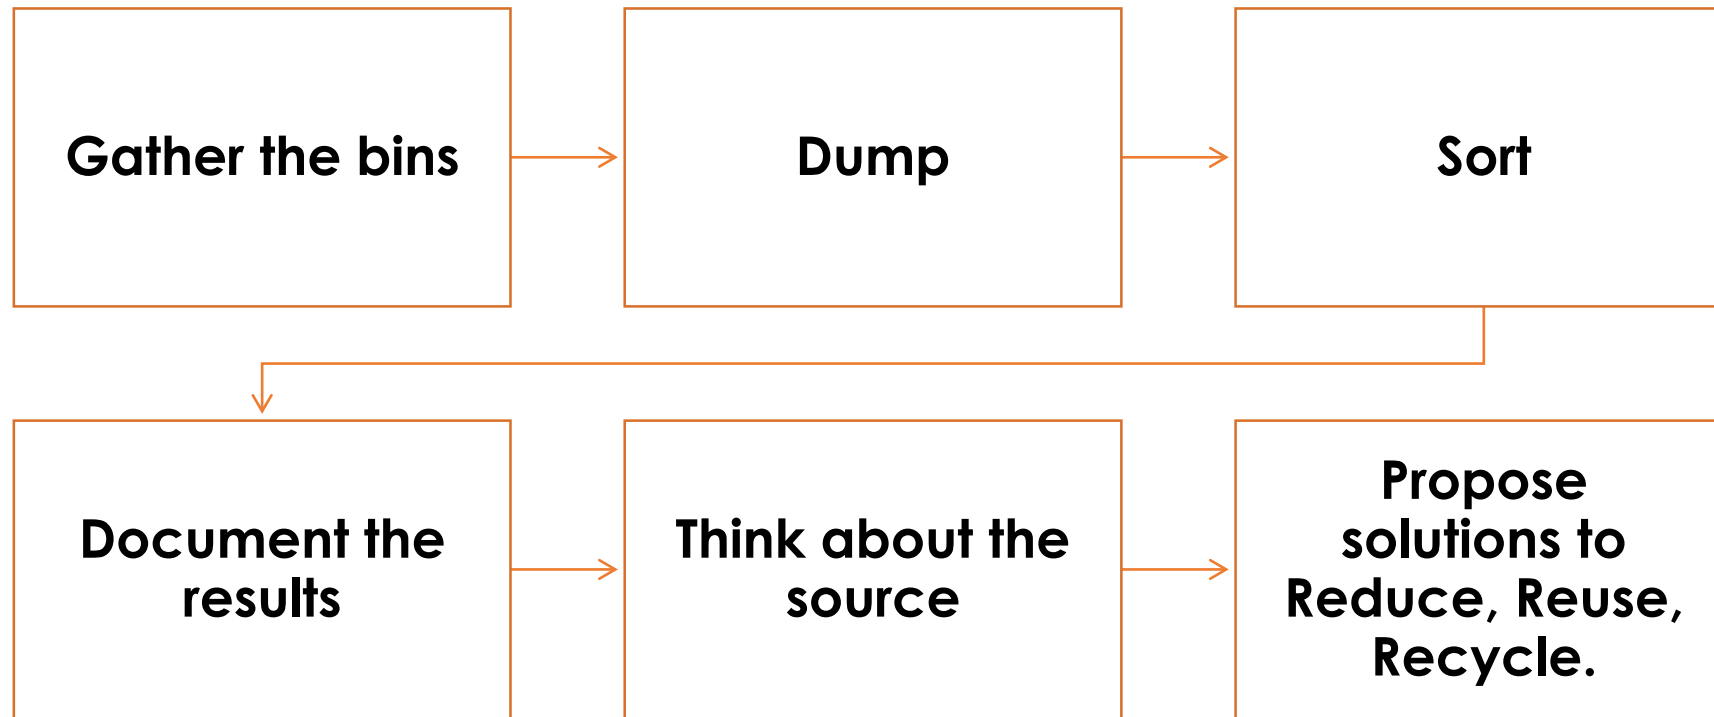 Gather the bins
Dump
Sort
Document the
results
Think about the
source
Propose
solutions to
Reduce, Reuse,
Recycle.